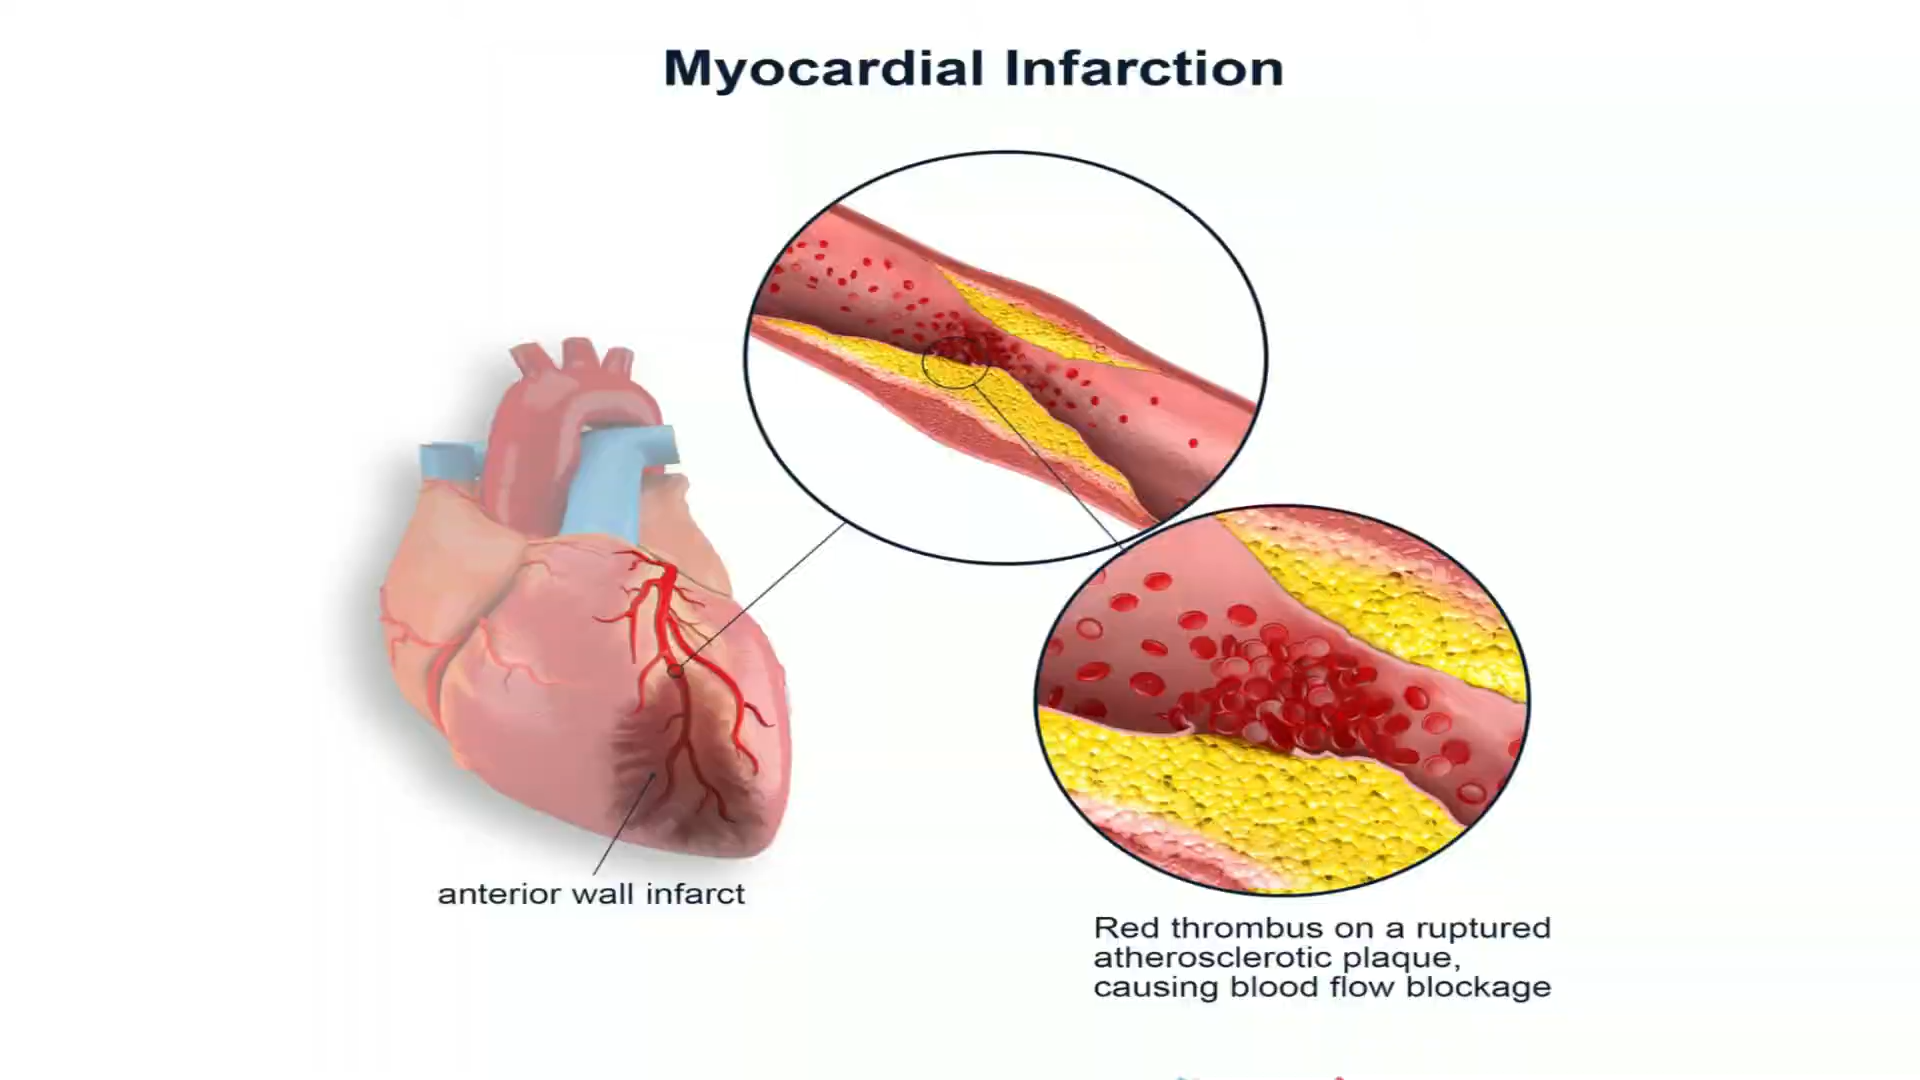 Myocardial Infarction
anterior wall infarct
Red thrombus on a ruptured
atherosclerotic plaque,
causing blood flow blockage